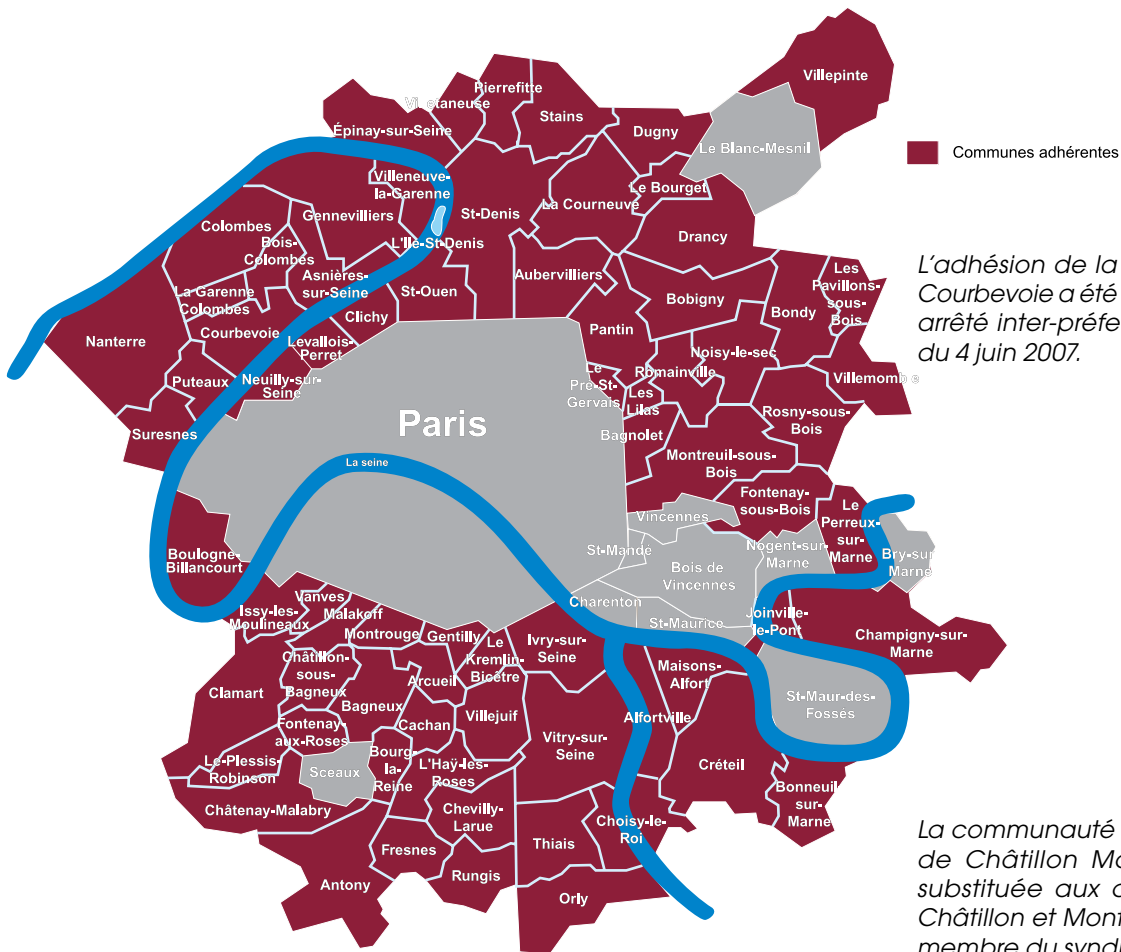 Villepinte
Pierrefitte
Stains
Dugny
Le Blanc-Mesnil
Épinay-sur-Seine
Communes adhérentes
Villeneuve-
la-Garenne
Le Bourget
La Courneuve
St-Denis
Gennevilliers
Colombes
Bois-
Colombes
L'Ile-St-Denis
Drancy
Asnières-
sur-Seine
St-Ouen
Aubervilliers
Les
Pavillons-
sous-
Bois
L'adhésion de la
Courbevoie a été
arrêté inter-préfe
du 4 juin 2007.
La Garenne
Colombes
Clichy
Bobigny
Bondy
Nanterre
Courbevoie
Levallois-
Perret
Pantin
Noisy-le-sec
Puteaux
Neuilly-sur-
Seine
Le
Pré-St-
Gervais
Romainville
Les
Lilas
Rosny-sous-
Bois
Suresnes
Paris
Bagnolet
La seine
Montreuil-sous-
Bois
Fontenay-
sous-Bois
Le
Perreux-
sur-
Marne
Vincennes
St-Mandé
Nogent-sur-
Marne
Bry-sur-
Marne
Boulogne-
Billancourt
Bois de
Vincennes
Charenton
St-Maurice
Joinville-
le-Pont
Champigny-sur-
Marne
Issy-les-
Moulineaux
Vanves
Malakoff
Montrouge
Gentilly
Le
Kremlin-
Bicêtre
Ivry-sur-
Seine
Maisons-
Alfort
St-Maur-des-
Fossés
Clamart
Châtillon-
sous-
Bagneux
Bagneux
Arcueil
Cachan
Villejuif
Vitry-sur-
Seine
Alfortville
Créteil
Fontenay-
aux-Roses
Le-Plessis-
Robinson
Sceaux
Bourg-
la-
Reine
L'Haÿ-les-
Roses
Bonneuil
sur-
Marne
Châtenay-Malabry
Chevilly-
Larue
Thiais
Choisy-le-
Roi
Fresnes
Rungis
Antony
Orly
La communauté
de Châtillon Mo
substituée aux c
Châtillon et Mont
membre du syndi